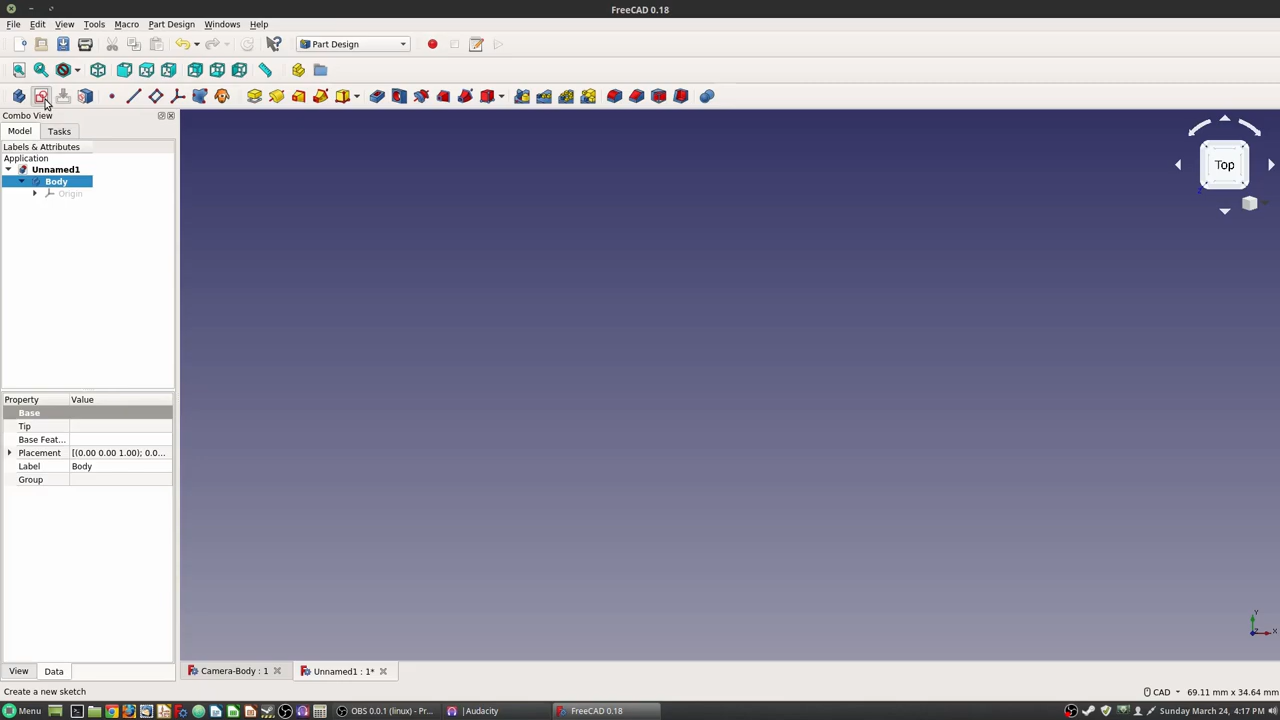 FreeCAD 0.18
File Edit View Tools Macro Part Design Windows Help
Part Design
Combo View
Model Tasks
Labels & Attributes
Application
Unnamed1
Body
Origin
Top
Property Value
Base
Tip
Base Feat...
Placement [(0.00 0.00 1.00); 0.0...
Label Body
Group
Y
X
View Data
Camera-Body : 1 Unnamed1 : 1*
Create a new sketch
CAD 69.11 mm x 34.64 mm
Menu OBS 0.0.1 (linux) - Pr... Audacity FreeCAD 0.18 Sunday March 24, 4:17 PM